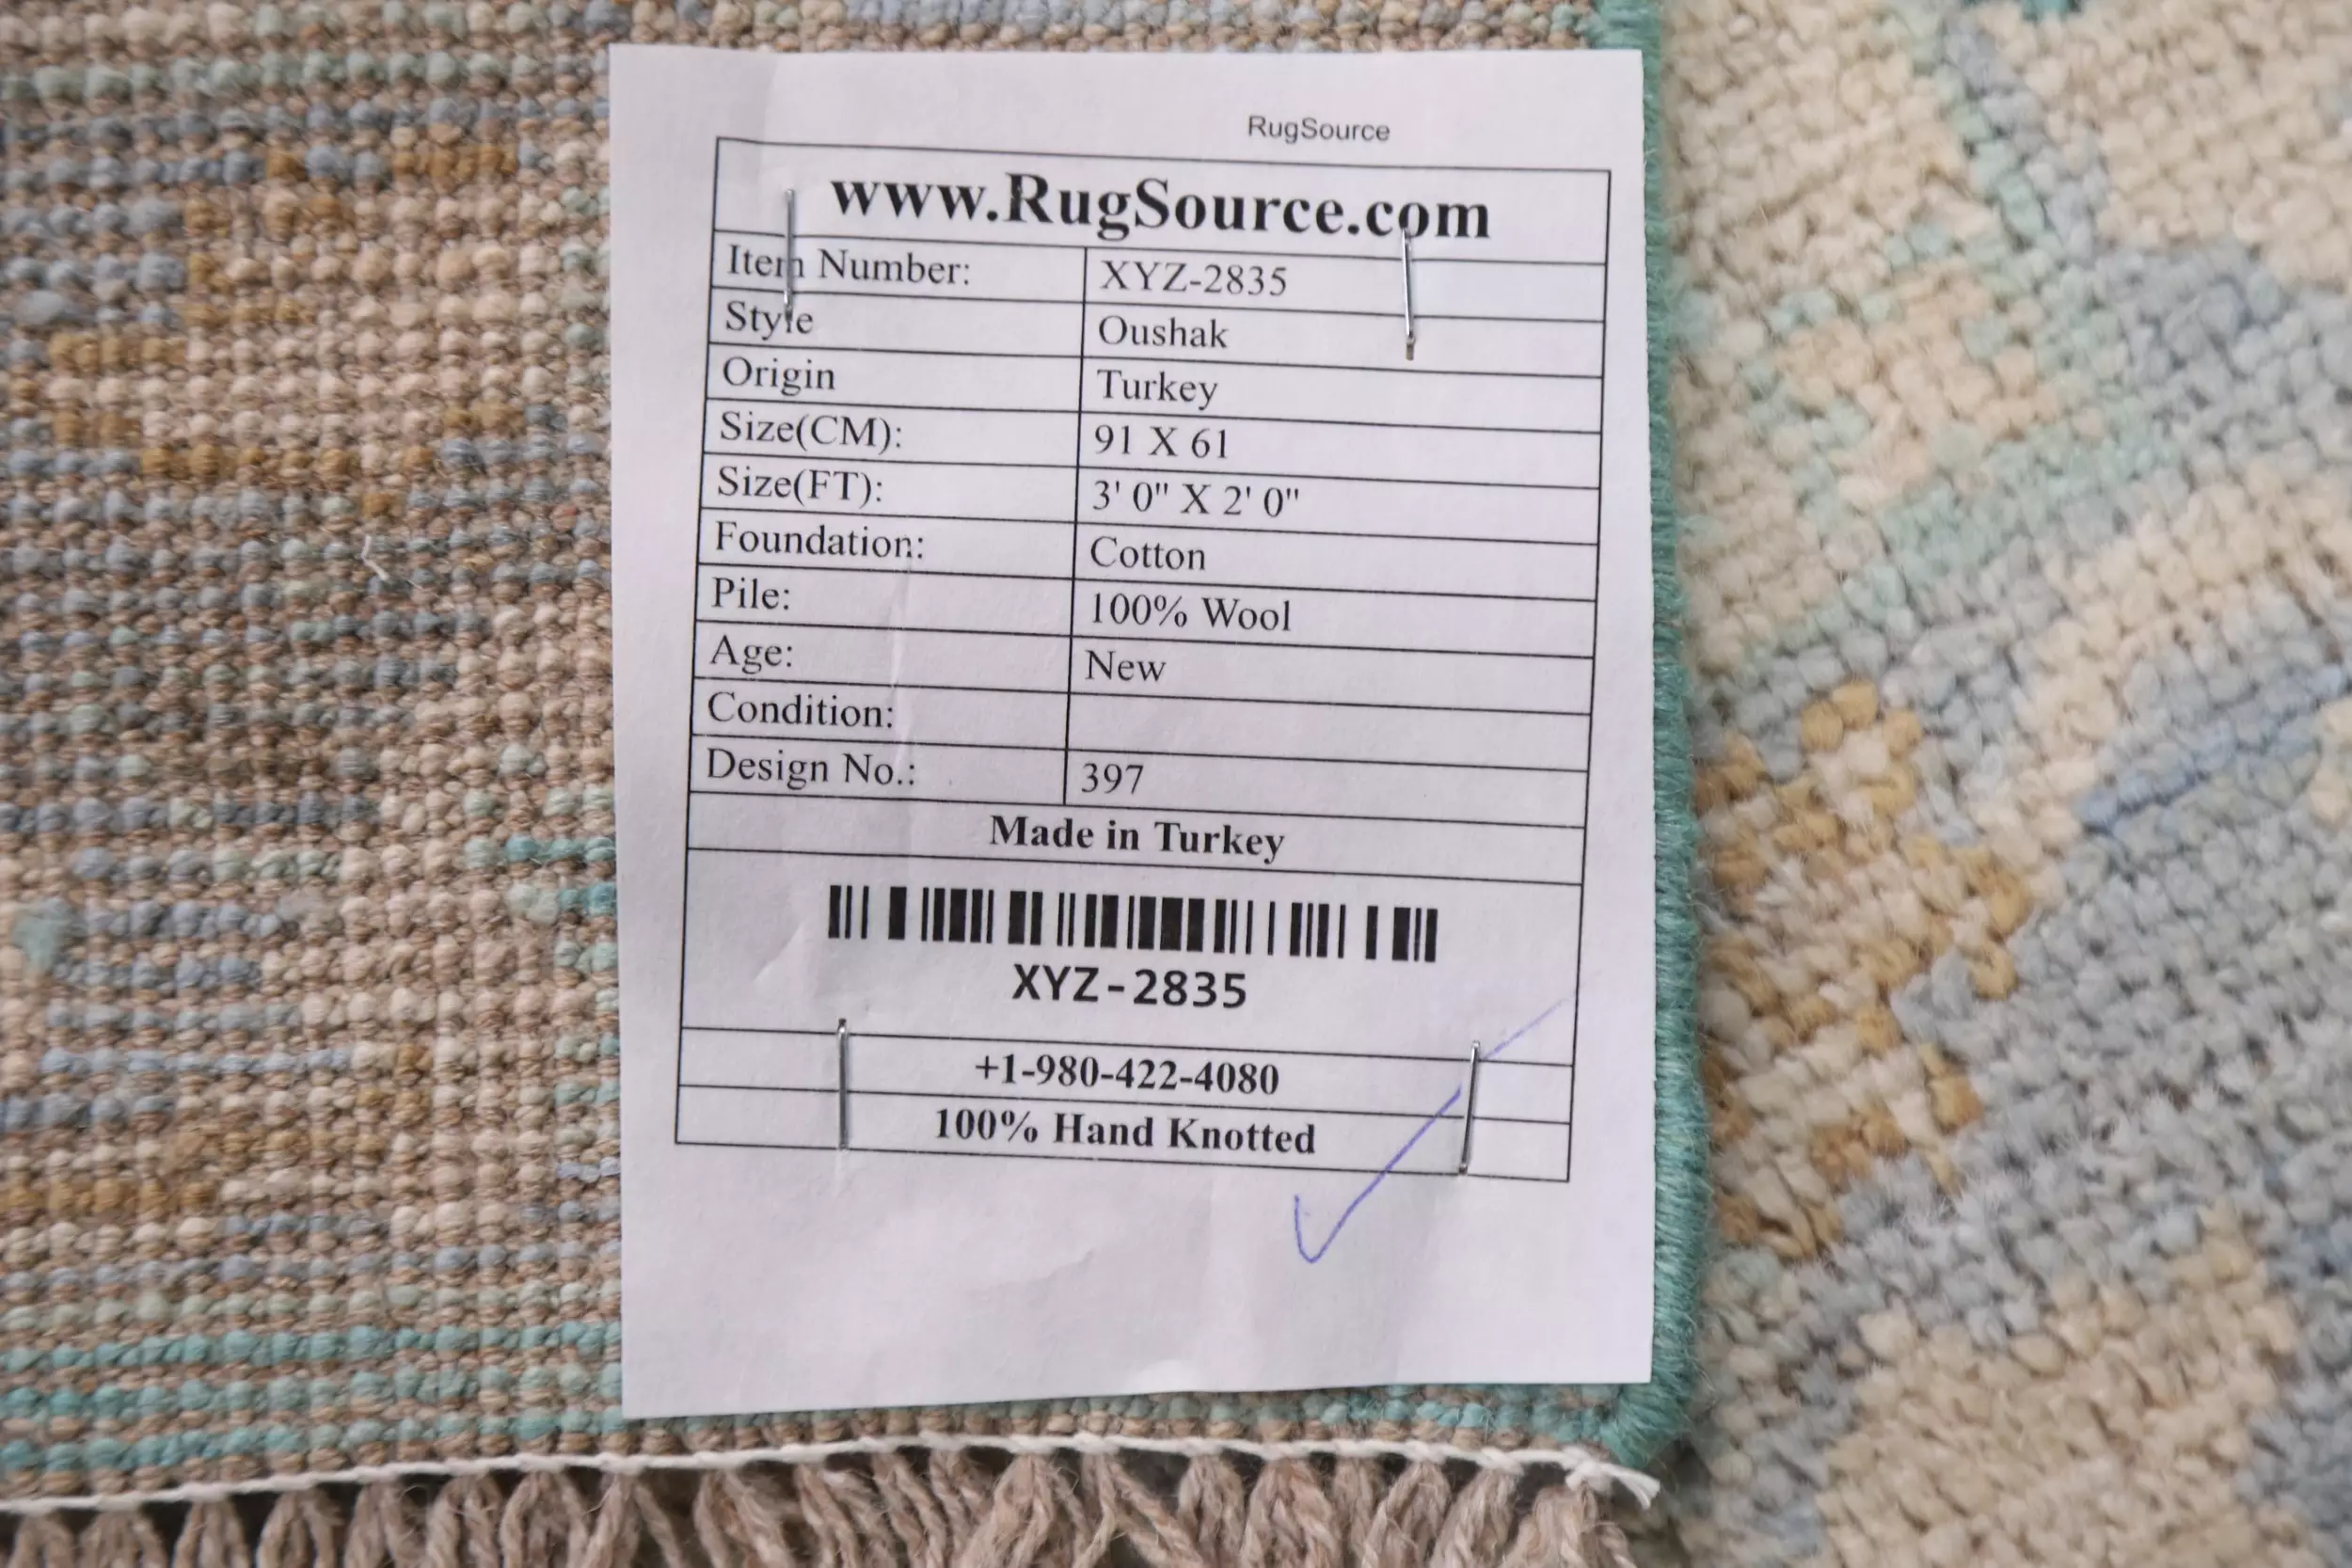 RugSource
www.RugSource.com
Item Number: XYZ-2835
Style Oushak
Origin Turkey
Size(CM): 91 X 61
Size(FT): 3' 0" X 2' 0"
Foundation: Cotton
Pile: 100% Wool
Age: New
Condition:
Design No.: 397
Made in Turkey
XYZ-2835
+1-980-422-4080
100% Hand Knotted